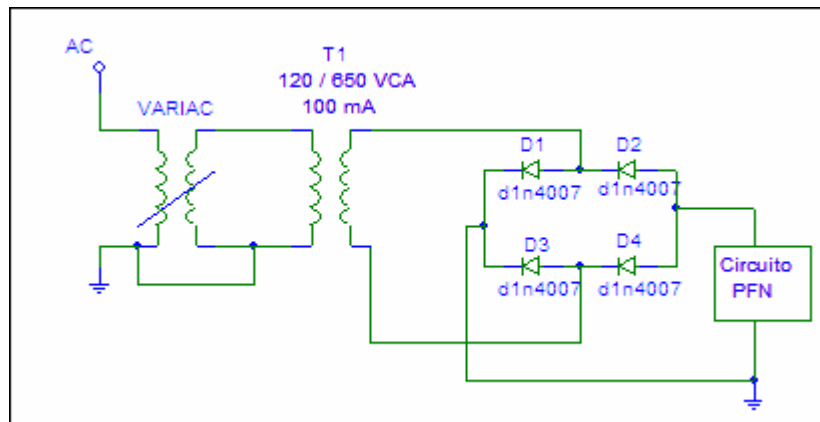 AC
VARIAC
T1
120 / 650 VCA
100 mA
D1
d1n4007
D2
d1n4007
D3
d1n4007
D4
d1n4007
Circuito
PFN